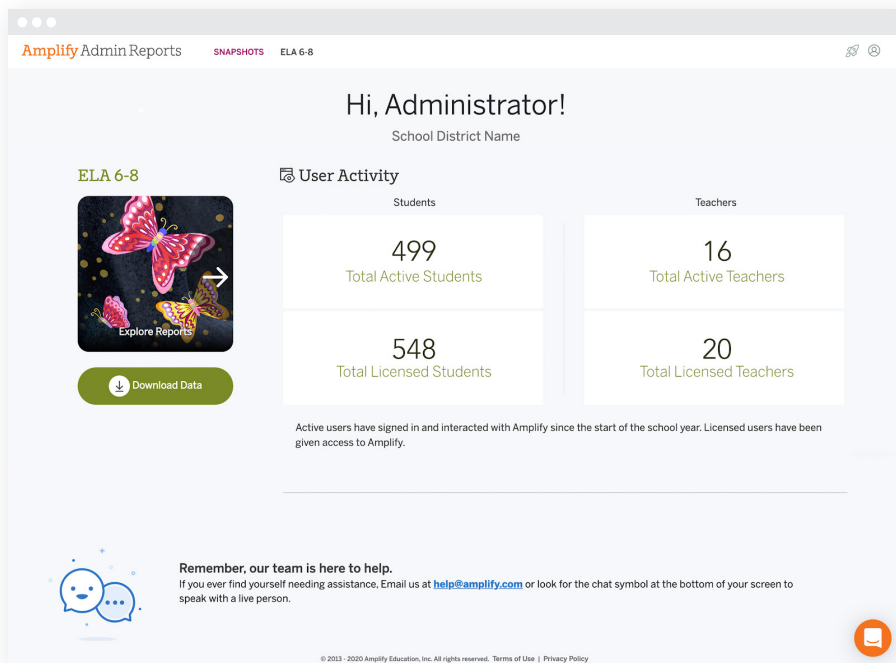 Amplify Admin Reports SNAPSHOTS ELA 6-8
Hi, Administrator!
School District Name
ELA 6-8
Explore Reports
Download Data
User Activity
Students
499
Total Active Students
548
Total Licensed Students
Teachers
16
Total Active Teachers
20
Total Licensed Teachers
Active users have signed in and interacted with Amplify since the start of the school year. Licensed users have been
given access to Amplify.
Remember, our team is here to help.
If you ever find yourself needing assistance, Email us at help@amplify.com or look for the chat symbol at the bottom of your screen to
speak with a live person.
© 2013 - 2020 Amplify Education, Inc. All rights reserved. Terms of Use | Privacy Policy